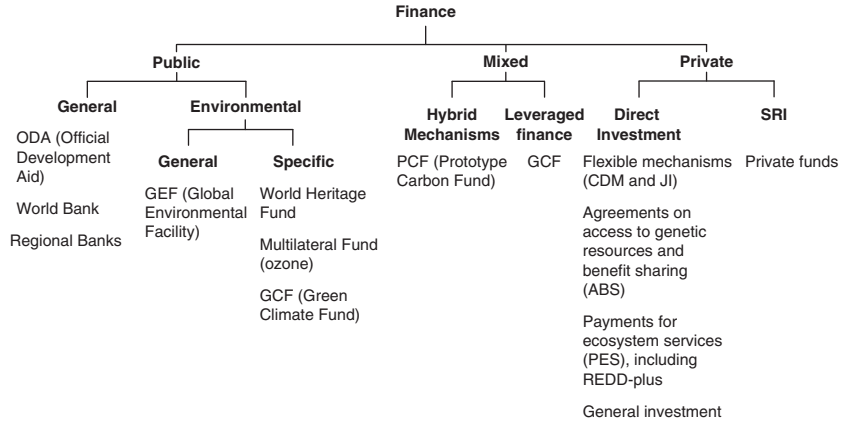 Finance
Public
Mixed
Private
General
Environmental
Hybrid
Mechanisms
Leveraged
finance
Direct
Investment
SRI
ODA (Official
Development
Aid)
World Bank
Regional Banks
General
GEF (Global
Environmental
Facility)
Specific
World Heritage
Fund
Multilateral Fund
(ozone)
GCF (Green
Climate Fund)
PCF (Prototype
Carbon Fund)
GCF
Flexible mechanisms
(CDM and JI)
Agreements on
access to genetic
resources and
benefit sharing
(ABS)
Payments for
ecosystem services
(PES), including
REDD-plus
General investment
Private funds